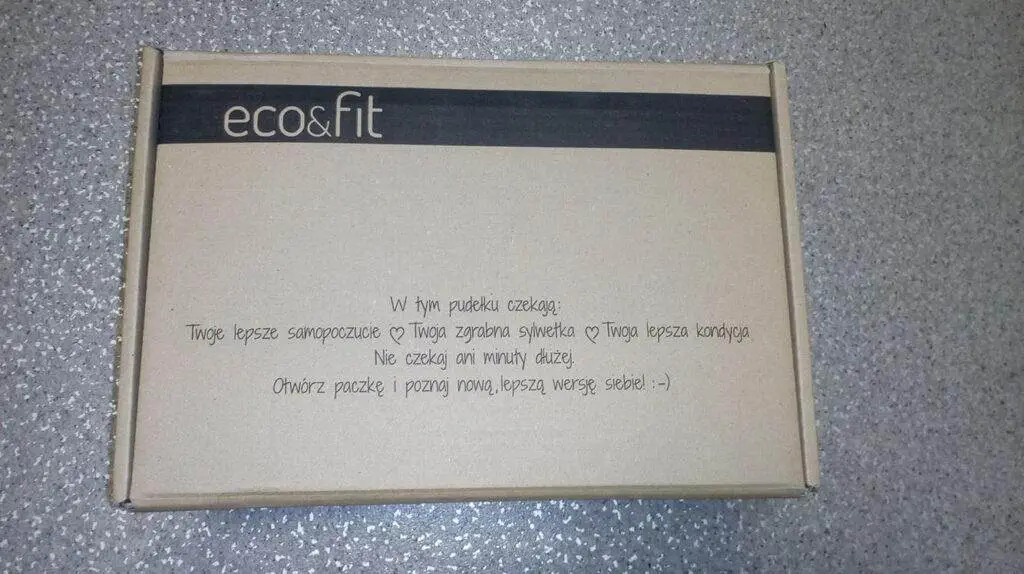 eco&fit
W tym pudełku czekają:
Twoje lepsze samopoczucie ♡ Twoja zgrabna sylwetka ♡ Twoja lepsza kondycja
Nie czekaj ani minuty dłużej.
Otwórz paczkę i poznaj nową, lepszą wersję siebie! :-)